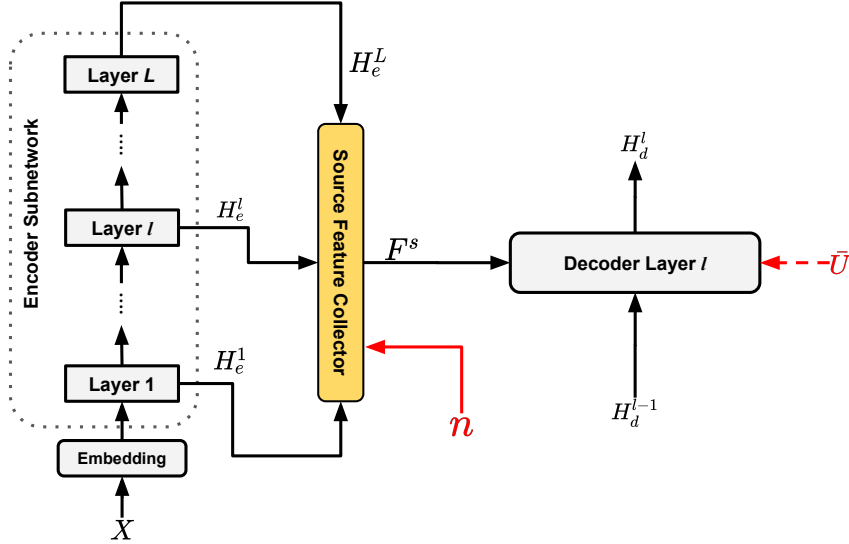 Layer L
H_e^L
Encoder Subnetwork
.....
Source Feature Collector
H_d^l
Layer l
H_e^l
F^s
Decoder Layer l
Ū
.....
Layer 1
H_e^1
n
H_d^{l-1}
Embedding
X